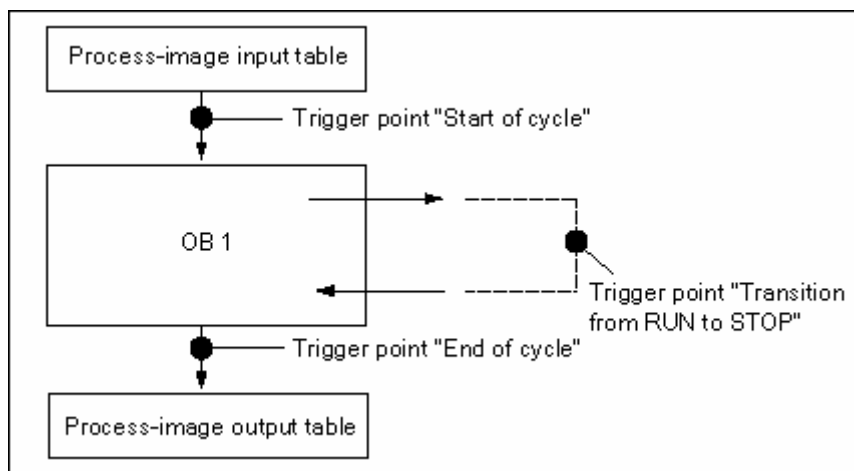 Process-image input table
Trigger point "Start of cycle"
OB 1
Trigger point "Transition
from RUN to STOP"
Trigger point "End of cycle"
Process-image output table